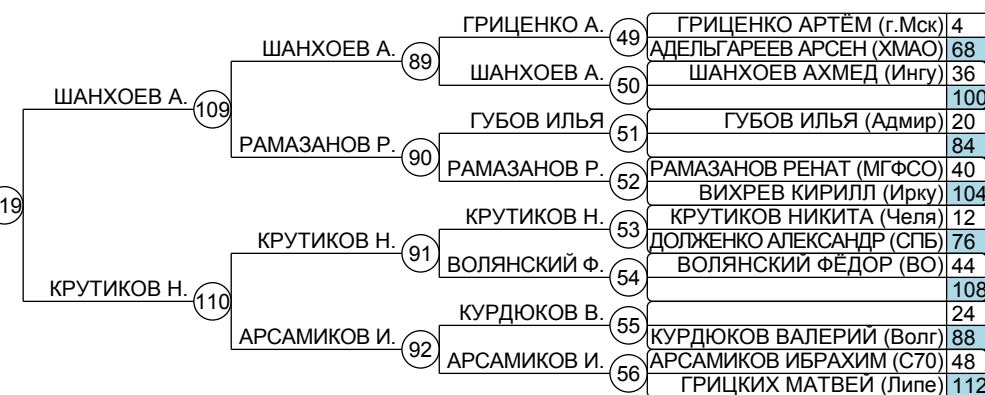 ГРИЦЕНКО А. 49 ГРИЦЕНКО АРТЁМ (г.Мск) 4
ШАНХОЕВ А. 89 АДЕЛЬГАРЕЕВ АРСЕН (ХМАО) 68
ШАНХОЕВ А. 50 ШАНХОЕВ АХМЕД (Ингу) 36
100
ШАНХОЕВ А. 109
ГУБОВ ИЛЬЯ 51 ГУБОВ ИЛЬЯ (Адмир) 20
84
РАМАЗАНОВ Р. 90
РАМАЗАНОВ Р. 52 РАМАЗАНОВ РЕНАТ (МГФСО) 40
ВИХРЕВ КИРИЛЛ (Ирку) 104
19
КРУТИКОВ Н. 53 КРУТИКОВ НИКИТА (Челя) 12
КРУТИКОВ Н. 91 ДОЛЖЕНКО АЛЕКСАНДР (СПБ) 76
ВОЛЯНСКИЙ Ф. 54 ВОЛЯНСКИЙ ФЁДОР (ВО) 44
108
КРУТИКОВ Н. 110
КУРДЮКОВ В. 55 24
АРСАМИКОВ И. 92 КУРДЮКОВ ВАЛЕРИЙ (Волг) 88
АРСАМИКОВ И. 56 АРСАМИКОВ ИБРАХИМ (С70) 48
ГРИЦКИХ МАТВЕЙ (Липе) 112